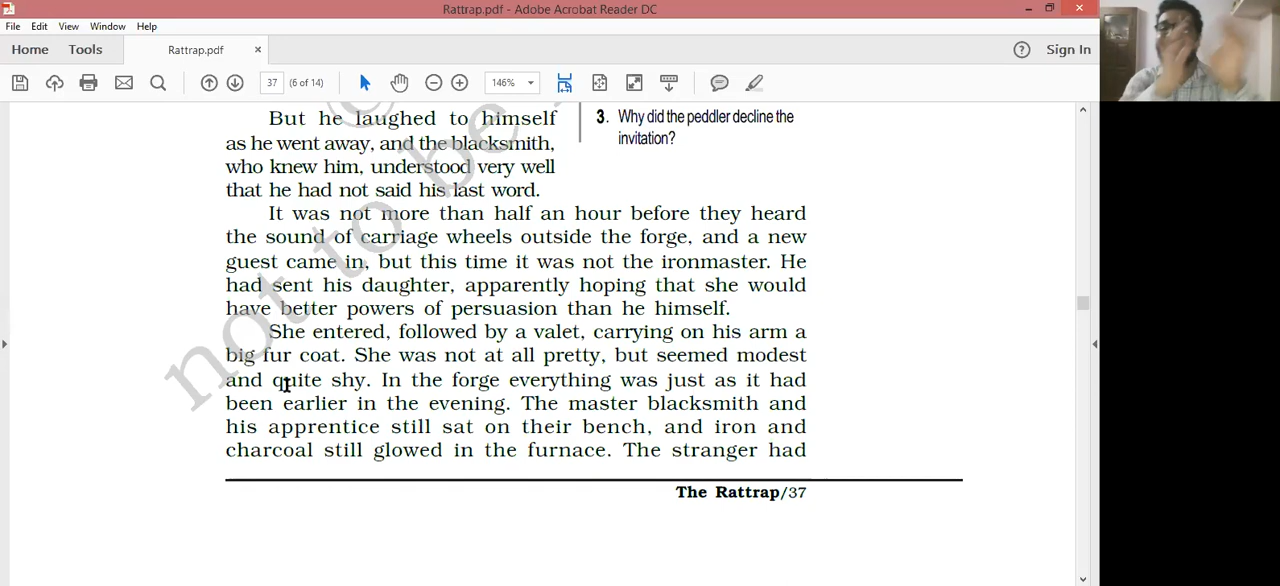 Rattrap.pdf - Adobe Acrobat Reader DC
File Edit View Window Help
Home Tools Rattrap.pdf × Sign In
37 (6 of 14) 146%
But he laughed to himself
as he went away, and the blacksmith,
who knew him, understood very well
that he had not said his last word.
3. Why did the peddler decline the
invitation?
It was not more than half an hour before they heard
the sound of carriage wheels outside the forge, and a new
guest came in, but this time it was not the ironmaster. He
had sent his daughter, apparently hoping that she would
have better powers of persuasion than he himself.
She entered, followed by a valet, carrying on his arm a
big fur coat. She was not at all pretty, but seemed modest
and quite shy. In the forge everything was just as it had
been earlier in the evening. The master blacksmith and
his apprentice still sat on their bench, and iron and
charcoal still glowed in the furnace. The stranger had
The Rattrap/37
not to be